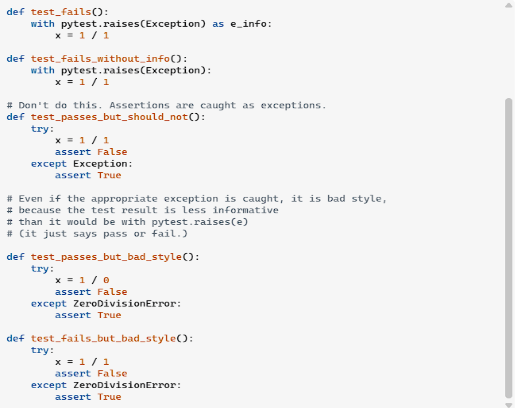 def test_fails():
    with pytest.raises(Exception) as e_info:
        x = 1 / 1
def test_fails_without_info():
    with pytest.raises(Exception):
        x = 1 / 1
# Don't do this. Assertions are caught as exceptions.
def test_passes_but_should_not():
    try:
        x = 1 / 1
        assert False
    except Exception:
        assert True
# Even if the appropriate exception is caught, it is bad style,
# because the test result is less informative
# than it would be with pytest.raises(e)
# (it just says pass or fail.)
def test_passes_but_bad_style():
    try:
        x = 1 / 0
        assert False
    except ZeroDivisionError:
        assert True
def test_fails_but_bad_style():
    try:
        x = 1 / 1
        assert False
    except ZeroDivisionError:
        assert True